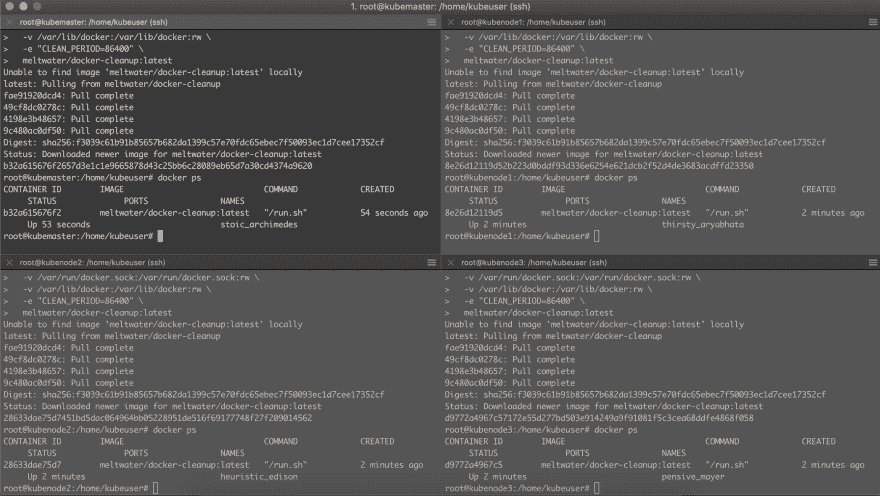 1. root@kubemaster: /home/kubeuser (ssh)
root@kubemaster: /home/kubeuser (ssh)
> -v /var/lib/docker:/var/lib/docker:rw \
> -e "CLEAN_PERIOD=86400" \
> meltwater/docker-cleanup:latest
Unable to find image 'meltwater/docker-cleanup:latest' locally
latest: Pulling from meltwater/docker-cleanup
fae91920dcd4: Pull complete
49cf8dc0278c: Pull complete
4198e3b48657: Pull complete
9c480ac0df50: Pull complete
Digest: sha256:f3039c61b91b85657b682da1399c57e70fdc65ebec7f50093ec1d7cee17352cf
Status: Downloaded newer image for meltwater/docker-cleanup:latest
b32a615676f2657d3e1c1e9665878d43c25bb6c28089eb65d7a30cd4374a9620
root@kubemaster:/home/kubeuser# docker ps
CONTAINER ID IMAGE COMMAND CREATED
STATUS PORTS NAMES
b32a615676f2 meltwater/docker-cleanup:latest "/run.sh" 54 seconds ago
Up 53 seconds stoic_archimedes
root@kubemaster:/home/kubeuser#
root@kubenode1: /home/kubeuser (ssh)
> -v /var/lib/docker:/var/lib/docker:rw \
> -e "CLEAN_PERIOD=86400" \
> meltwater/docker-cleanup:latest
Unable to find image 'meltwater/docker-cleanup:latest' locally
latest: Pulling from meltwater/docker-cleanup
fae91920dcd4: Pull complete
49cf8dc0278c: Pull complete
4198e3b48657: Pull complete
9c480ac0df50: Pull complete
Digest: sha256:f3039c61b91b85657b682da1399c57e70fdc65ebec7f50093ec1d7cee17352cf
Status: Downloaded newer image for meltwater/docker-cleanup:latest
root@kubenode1:/home/kubeuser# docker ps
CONTAINER ID IMAGE COMMAND CREATED
STATUS PORTS NAMES
8e26d12119d5 meltwater/docker-cleanup:latest "/run.sh" 2 minutes ago
Up 2 minutes thirsty_aryabhata
root@kubenode1:/home/kubeuser#
root@kubenode2: /home/kubeuser (ssh)
> -v /var/run/docker.sock:/var/run/docker.sock:rw \
> -v /var/lib/docker:/var/lib/docker:rw \
> -e "CLEAN_PERIOD=86400" \
> meltwater/docker-cleanup:latest
Unable to find image 'meltwater/docker-cleanup:latest' locally
latest: Pulling from meltwater/docker-cleanup
fae91920dcd4: Pull complete
49cf8dc0278c: Pull complete
4198e3b48657: Pull complete
9c480ac0df50: Pull complete
Digest: sha256:f3039c61b91b85657b682da1399c57e70fdc65ebec7f50093ec1d7cee17352cf
Status: Downloaded newer image for meltwater/docker-cleanup:latest
28633dae75d7451bd5dac064964bb05228951de516f69177748f27f209014562
root@kubenode2:/home/kubeuser# docker ps
CONTAINER ID IMAGE COMMAND CREATED
STATUS PORTS NAMES
28633dae75d7 meltwater/docker-cleanup:latest "/run.sh" 2 minutes ago
Up 2 minutes heuristic_edison
root@kubenode2:/home/kubeuser#
root@kubenode3: /home/kubeuser (ssh)
> -v /var/run/docker.sock:/var/run/docker.sock:rw \
> -v /var/lib/docker:/var/lib/docker:rw \
> -e "CLEAN_PERIOD=86400" \
> meltwater/docker-cleanup:latest
Unable to find image 'meltwater/docker-cleanup:latest' locally
latest: Pulling from meltwater/docker-cleanup
fae91920dcd4: Pull complete
49cf8dc0278c: Pull complete
4198e3b48657: Pull complete
9c480ac0df50: Pull complete
Digest: sha256:f3039c61b91b85657b682da1399c57e70fdc65ebec7f50093ec1d7cee17352cf
Status: Downloaded newer image for meltwater/docker-cleanup:latest
d9772a4967c57172e55d277bd503e914249a9f91081f5c3cea68ddfe4868f058
root@kubenode3:/home/kubeuser# docker ps
CONTAINER ID IMAGE COMMAND CREATED
STATUS PORTS NAMES
d9772a4967c5 meltwater/docker-cleanup:latest "/run.sh" 2 minutes ago
Up 2 minutes pensive_mayer
root@kubenode3:/home/kubeuser#